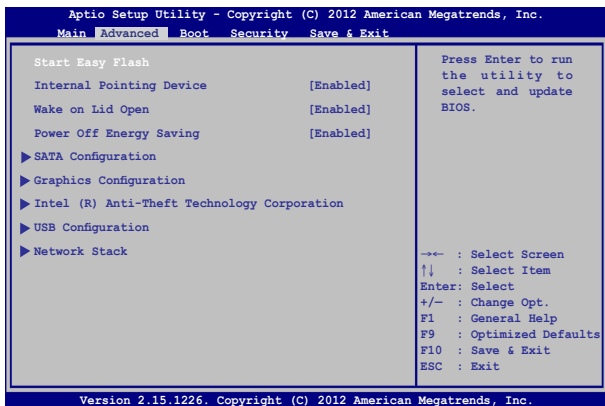 Aptio Setup Utility - Copyright (C) 2012 American Megatrends, Inc.
Main Advanced Boot Security Save & Exit
Start Easy Flash
Internal Pointing Device [Enabled]
Wake on Lid Open [Enabled]
Power Off Energy Saving [Enabled]
SATA Configuration
Graphics Configuration
Intel (R) Anti-Theft Technology Corporation
USB Configuration
Network Stack
Press Enter to run
the utility to
select and update
BIOS.
→← : Select Screen
↑↓ : Select Item
Enter: Select
+/— : Change Opt.
F1 : General Help
F9 : Optimized Defaults
F10 : Save & Exit
ESC : Exit
Version 2.15.1226. Copyright (C) 2012 American Megatrends, Inc.